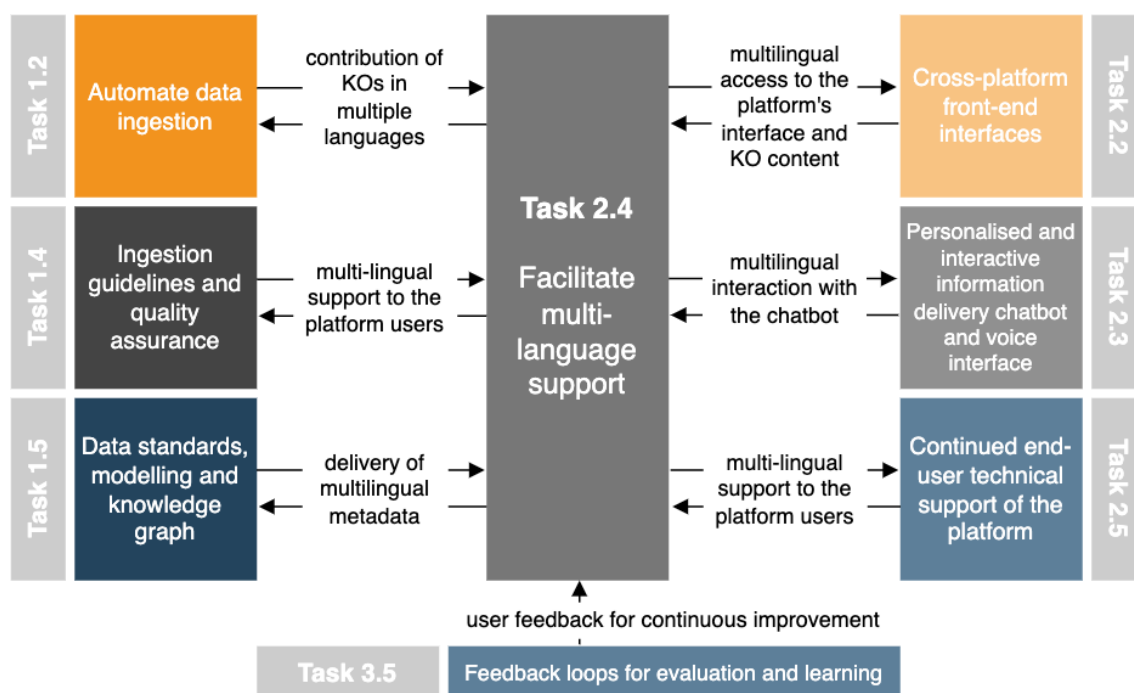 Task 1.2
Automate data
ingestion
contribution of
KOs in
multiple
languages
Task 1.4
Ingestion
guidelines and
quality
assurance
multi-lingual
support to the
platform users
Task 1.5
Data standards,
modelling and
knowledge
graph
delivery of
multilingual
metadata
Task 2.4
Facilitate
multi-
language
support
multilingual
access to the
platform's
interface and
KO content
Cross-platform
front-end
interfaces
Task 2.2
multilingual
interaction with
the chatbot
Personalised and
interactive
information
delivery chatbot
and voice
interface
Task 2.3
multi-lingual
support to the
platform users
Continued end-
user technical
support of the
platform
Task 2.5
user feedback for continuous improvement
Task 3.5
Feedback loops for evaluation and learning